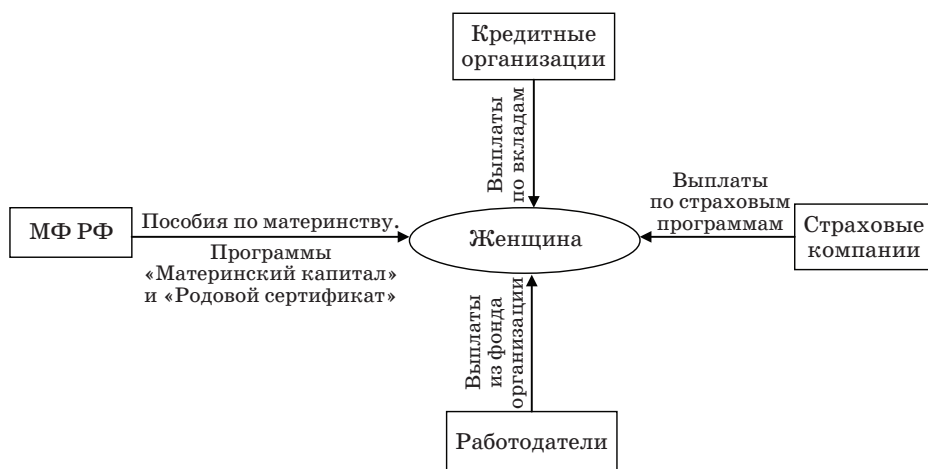 Кредитные
организации
Выплаты
по вкладам
Выплаты
по страховым
программам
МФ РФ
Пособия по материнству.
Женщина
Страховые
компании
Программы
«Материнский капитал»
и «Родовой сертификат»
Выплаты
из фонда
организации
Работодатели